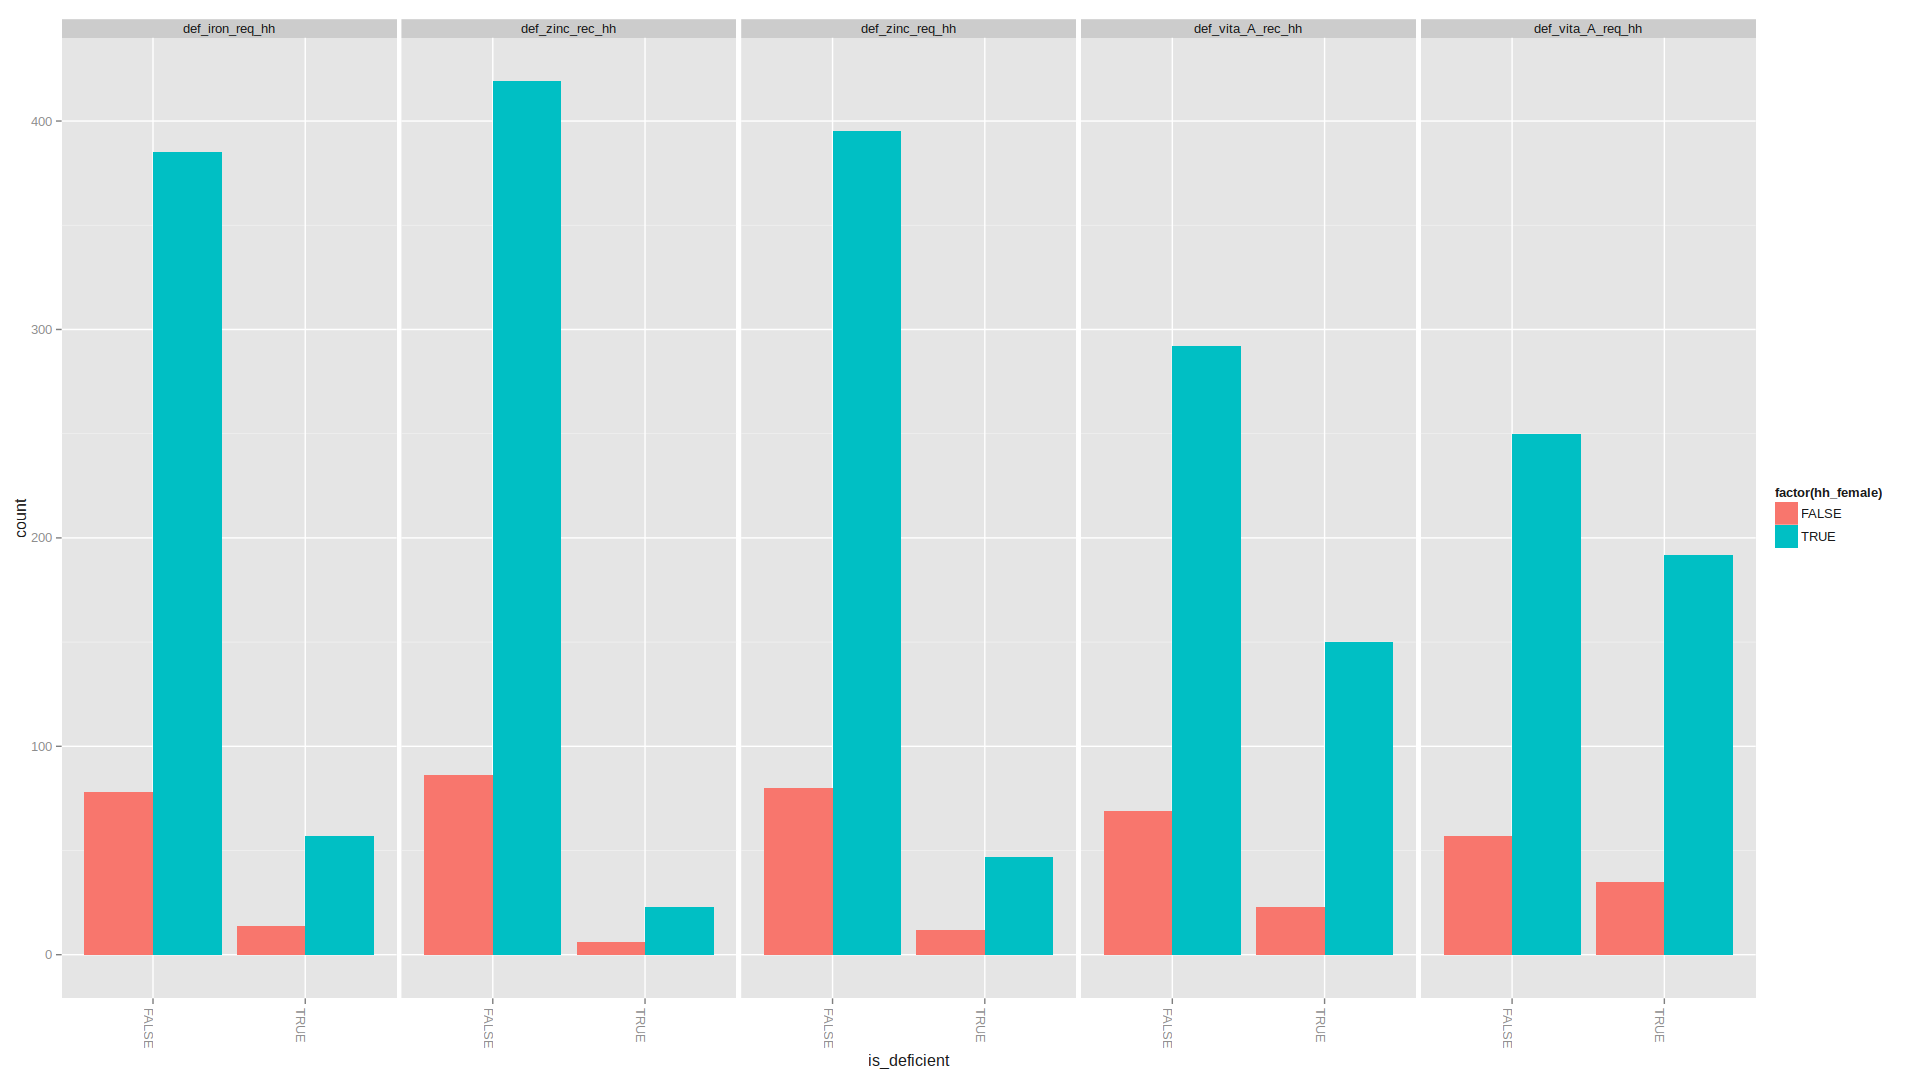 def_iron_req_hh
def_zinc_rec_hh
def_zinc_req_hh
def_vita_A_rec_hh
def_vita_A_req_hh
400
300
200
100
0
count
FALSE
TRUE
FALSE
TRUE
FALSE
TRUE
FALSE
TRUE
FALSE
TRUE
is_deficient
factor(hh_female)
FALSE
TRUE